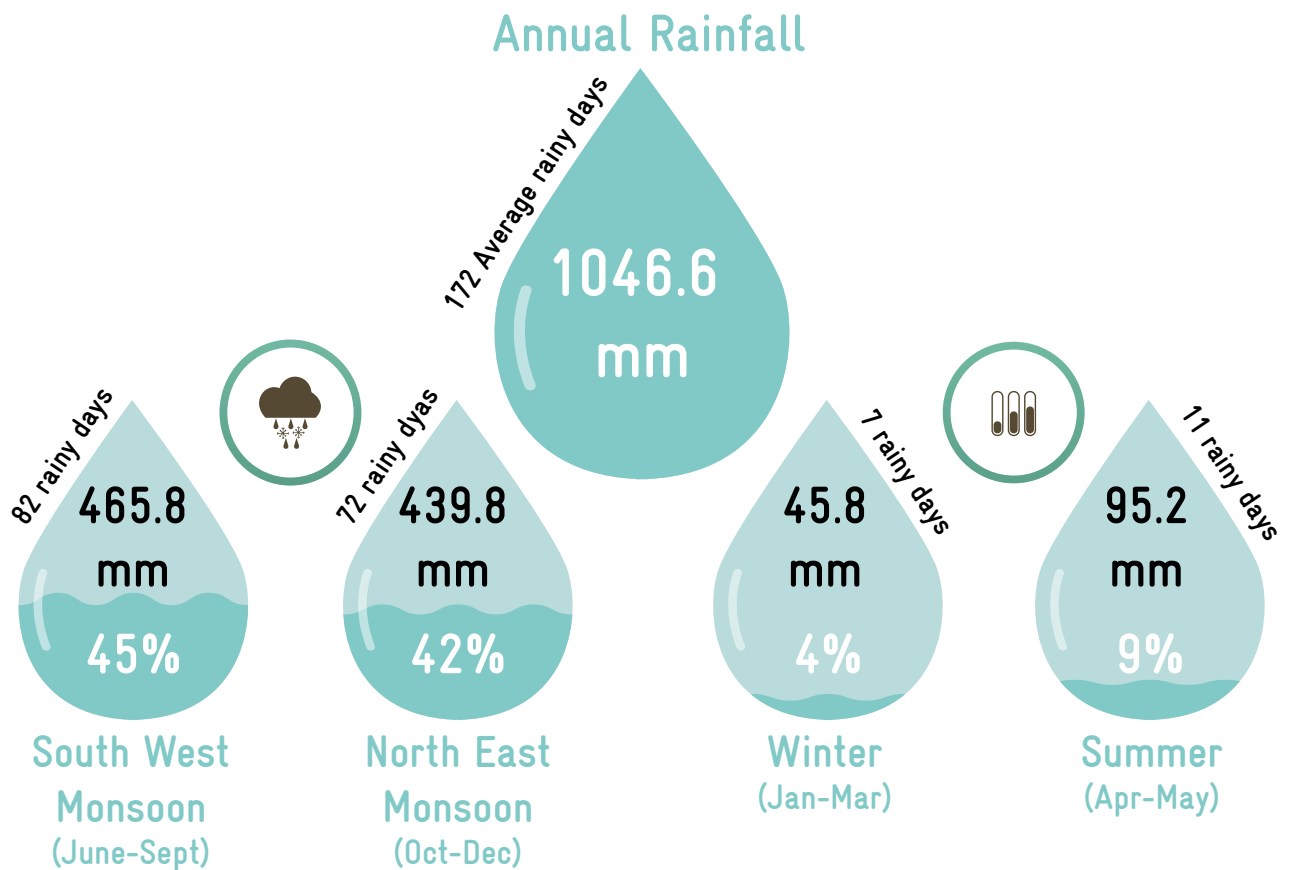 Annual Rainfall
172 Average rainy days
1046.6
mm
82 rainy days
465.8
mm
45%
South West
Monsoon
(June-Sept)
72 rainy dyas
439.8
mm
42%
North East
Monsoon
(Oct-Dec)
7 rainy days
45.8
mm
4%
Winter
(Jan-Mar)
11 rainy days
95.2
mm
9%
Summer
(Apr-May)